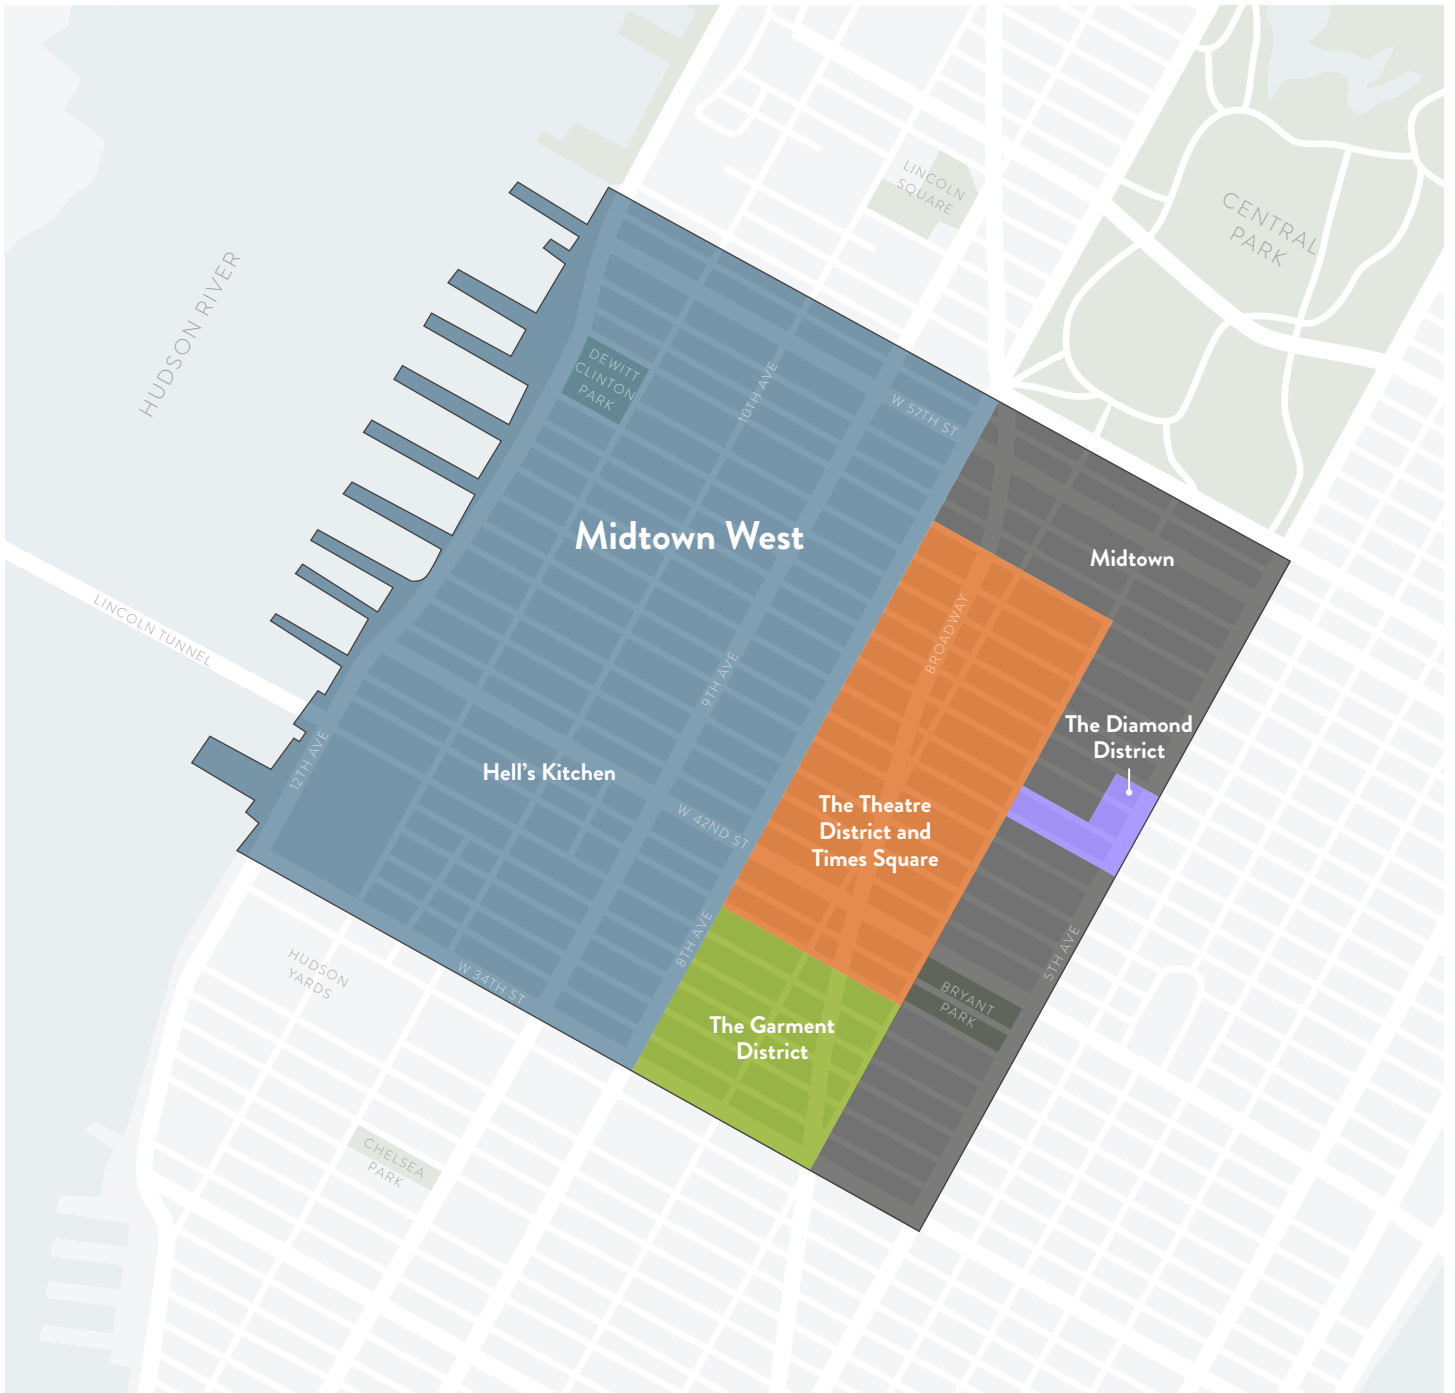 LINCOLN
SQUARE
CENTRAL
PARK
HUDSON RIVER
DEWITT
CLINTON
PARK
10TH AVE
W 57TH ST
Midtown West
Midtown
BROADWAY
LINCOLN TUNNEL
9TH AVE
The Diamond
District
12TH AVE
Hell's Kitchen
W 42ND ST
The Theatre
District and
Times Square
8TH AVE
5TH AVE
HUDSON
YARDS
W 34TH ST
BRYANT
PARK
The Garment
District
CHELSEA
PARK